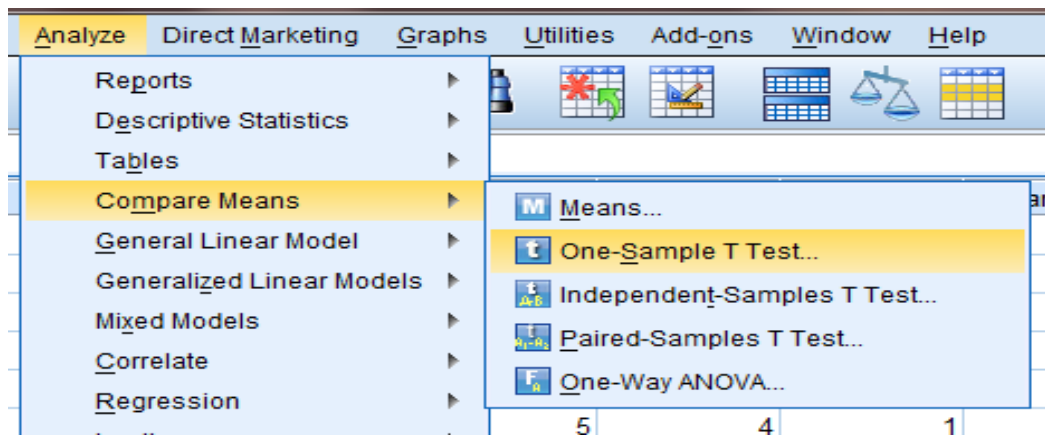 Analyze Direct Marketing Graphs Utilities Add-ons Window Help
Reports
Descriptive Statistics
Tables
Compare Means
General Linear Model
Generalized Linear Models
Mixed Models
Correlate
Regression
M Means...
t One-Sample T Test...
Independent-Samples T Test...
Paired-Samples T Test...
One-Way ANOVA...
5 4 1